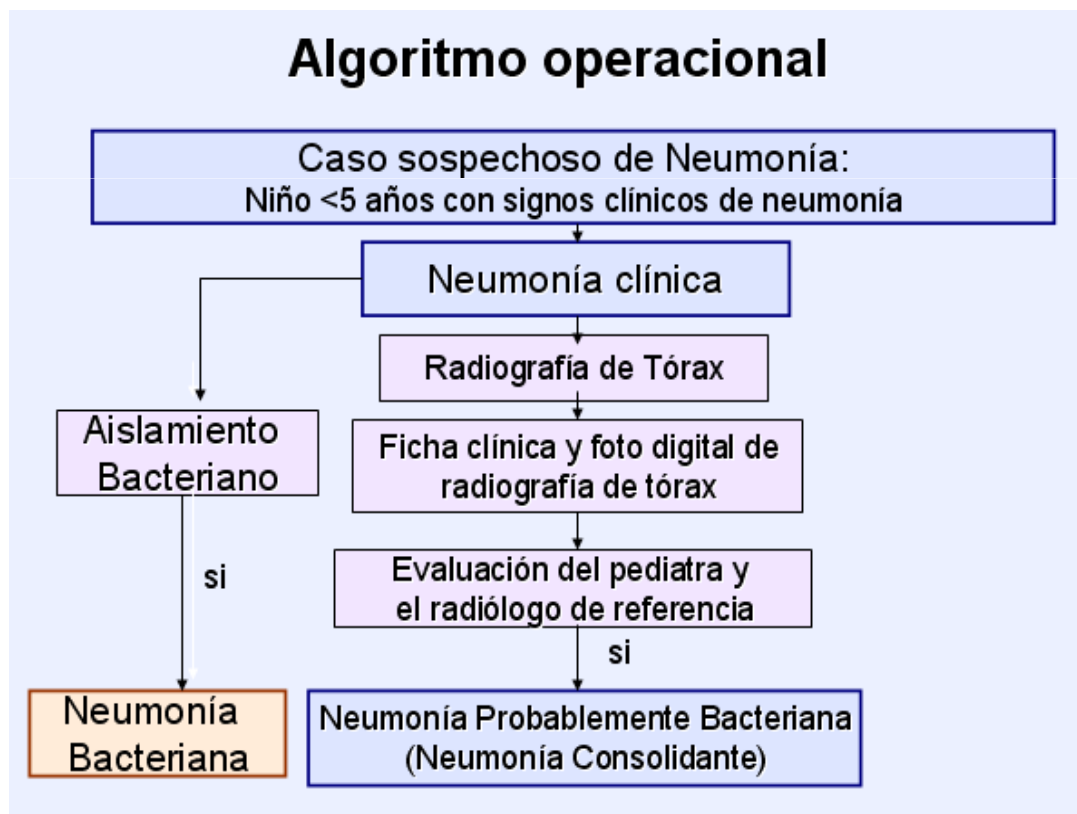 Algoritmo operacional
Caso sospechoso de Neumonía:
Niño <5 años con signos clínicos de neumonía
Neumonía clínica
Radiografía de Tórax
Aislamiento
Bacteriano
Ficha clínica y foto digital de
radiografía de tórax
si
Evaluación del pediatra y
el radiólogo de referencia
si
Neumonía
Bacteriana
Neumonía Probablemente Bacteriana
(Neumonía Consolidante)